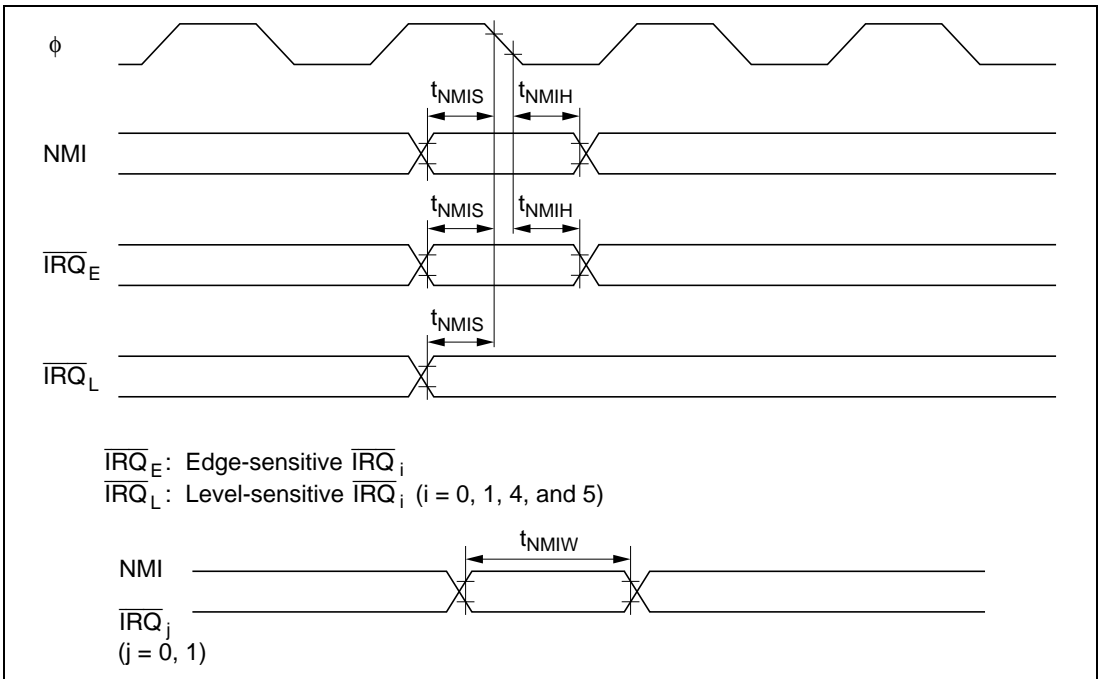 ϕ
tNMIS tNMIH
NMI
tNMIS tNMIH
IRQE
tNMIS
IRQL
IRQE: Edge-sensitive IRQi
IRQL: Level-sensitive IRQi (i = 0, 1, 4, and 5)
tNMIW
NMI
IRQj
(j = 0, 1)